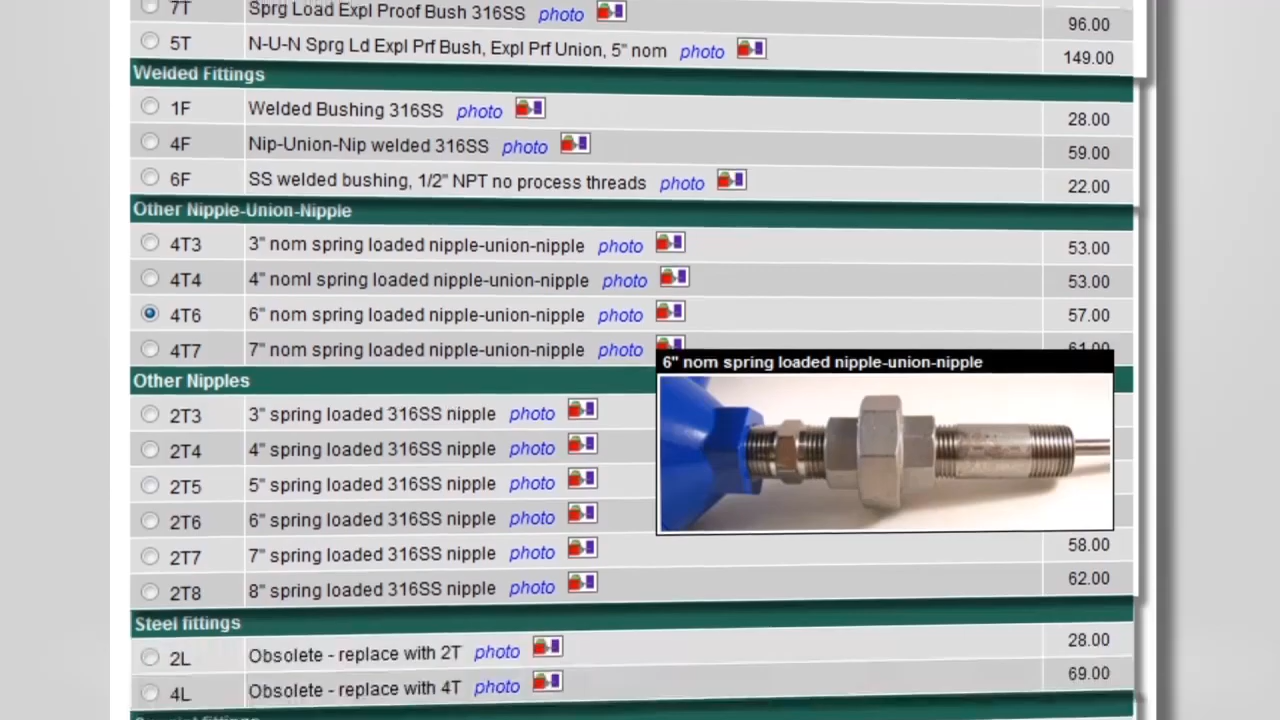 7T Sprg Load Expl Proof Bush 316SS photo 96.00
5T N-U-N Sprg Ld Expl Prf Bush, Expl Prf Union, 5" nom photo 149.00
Welded Fittings
1F Welded Bushing 316SS photo 28.00
4F Nip-Union-Nip welded 316SS photo 59.00
6F SS welded bushing, 1/2" NPT no process threads photo 22.00
Other Nipple-Union-Nipple
4T3 3" nom spring loaded nipple-union-nipple photo 53.00
4T4 4" noml spring loaded nipple-union-nipple photo 53.00
4T6 6" nom spring loaded nipple-union-nipple photo 57.00
4T7 7" nom spring loaded nipple-union-nipple photo
6" nom spring loaded nipple-union-nipple
Other Nipples
2T3 3" spring loaded 316SS nipple photo
2T4 4" spring loaded 316SS nipple photo
2T5 5" spring loaded 316SS nipple photo
2T6 6" spring loaded 316SS nipple photo
2T7 7" spring loaded 316SS nipple photo 58.00
2T8 8" spring loaded 316SS nipple photo 62.00
Steel fittings
2L Obsolete - replace with 2T photo 28.00
4L Obsolete - replace with 4T photo 69.00